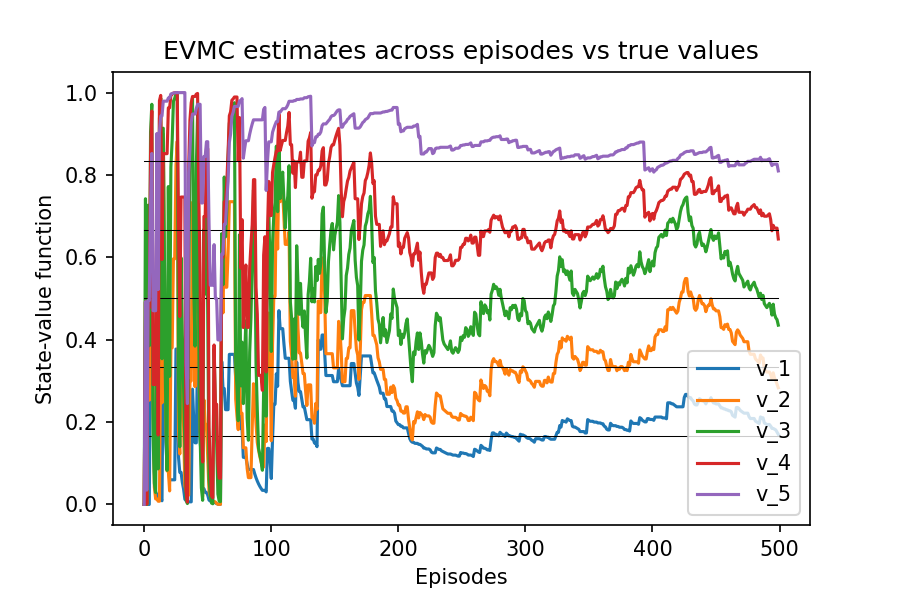 EVMC estimates across episodes vs true values
State-value function
1.0
0.8
0.6
0.4
0.2
0.0
v_1
v_2
v_3
v_4
v_5
0 100 200 300 400 500
Episodes